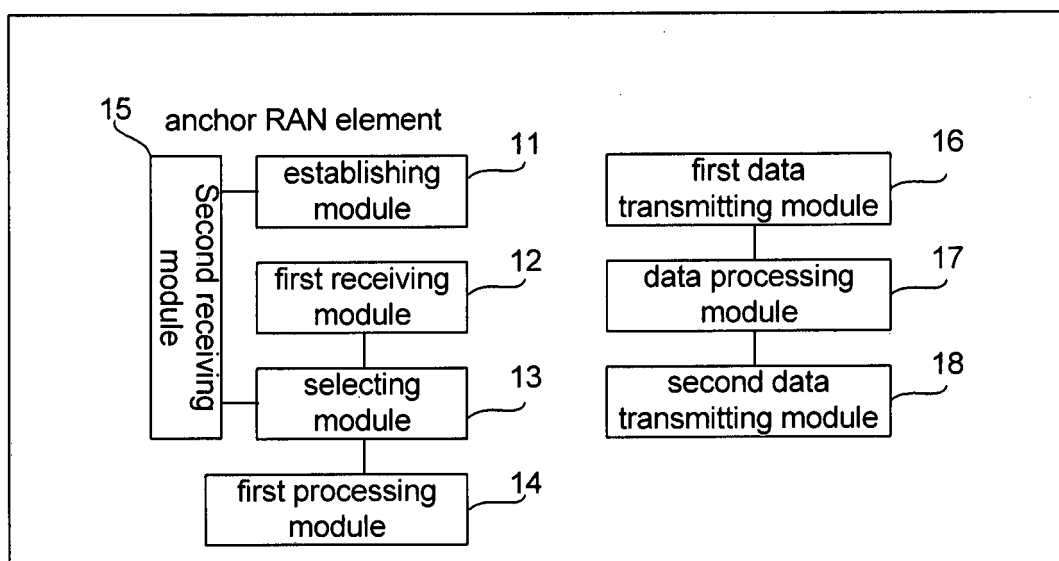 anchor RAN element
15
Second receiving
module
establishing
module
11
first receiving
module
12
selecting
module
13
first processing
module
14
first data
transmitting module
16
data processing
module
17
second data
transmitting module
18